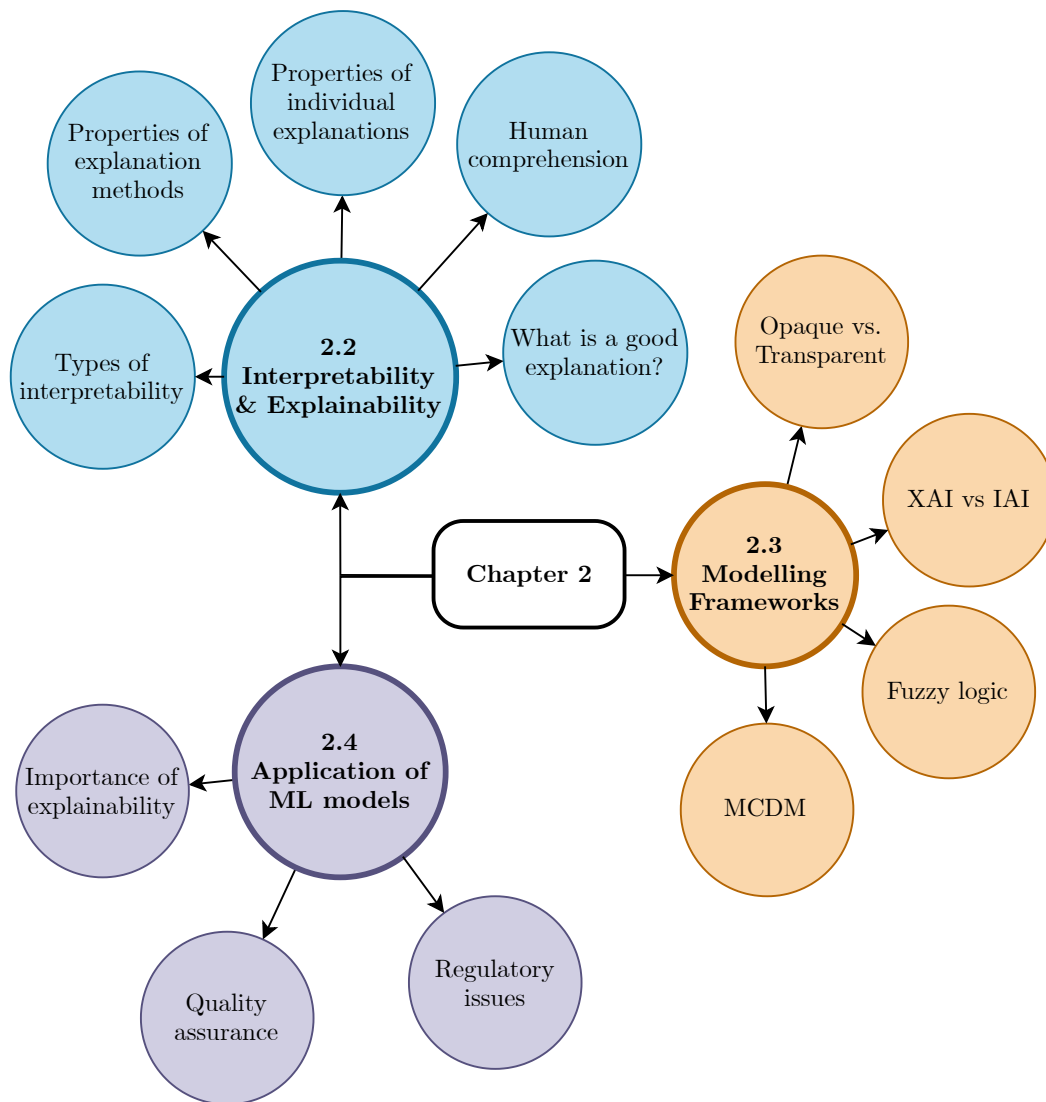 Properties of
individual
explanations
Properties of
explanation
methods
Human
comprehension
Types of
interpretability
2.2
Interpretability
& Explainability
What is a good
explanation?
Opaque vs.
Transparent
XAI vs IAI
Chapter 2
2.3
Modelling
Frameworks
Fuzzy logic
MCDM
2.4
Application of
ML models
Importance of
explainability
Quality
assurance
Regulatory
issues